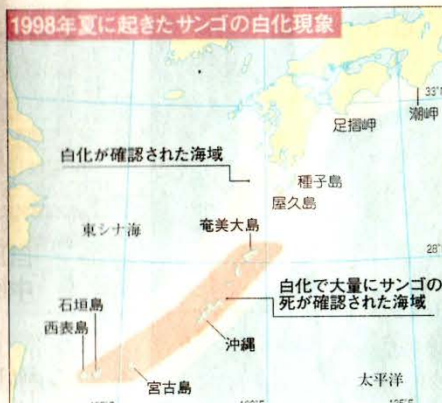 1998年夏に起きたサンゴの白化現象
33°N
潮岬
足摺岬
白化が確認された海域
種子島
屋久島
奄美大島
東シナ海
28°
白化で大量にサンゴの
死が確認された海域
石垣島
西表島
沖縄
宮古島
太平洋